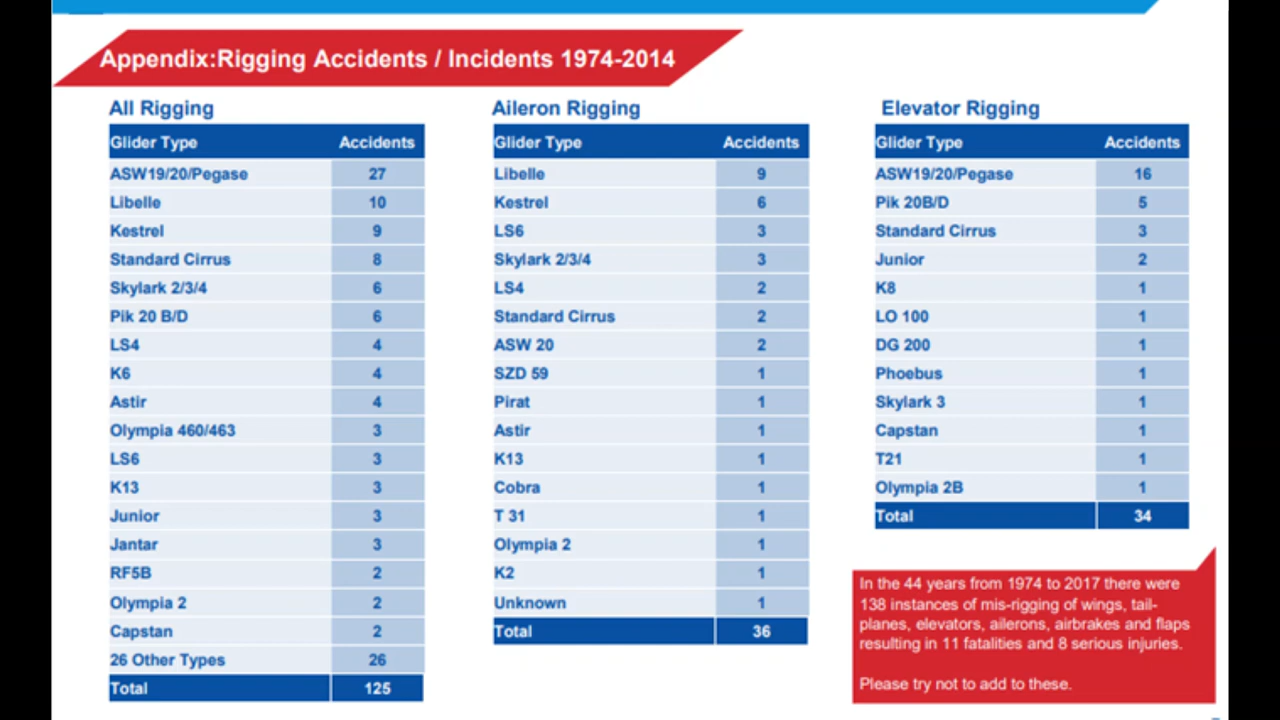 Appendix:Rigging Accidents / Incidents 1974-2014
All Rigging
Glider Type Accidents
ASW19/20/Pegase 27
Libelle 10
Kestrel 9
Standard Cirrus 8
Skylark 2/3/4 6
Pik 20 B/D 6
LS4 4
K6 4
Astir 4
Olympia 460/463 3
LS6 3
K13 3
Junior 3
Jantar 3
RF5B 2
Olympia 2 2
Capstan 2
26 Other Types 26
Total 125
Aileron Rigging
Glider Type Accidents
Libelle 9
Kestrel 6
LS6 3
Skylark 2/3/4 3
LS4 2
Standard Cirrus 2
ASW 20 2
SZD 59 1
Pirat 1
Astir 1
K13 1
Cobra 1
T 31 1
Olympia 2 1
K2 1
Unknown 1
Total 36
Elevator Rigging
Glider Type Accidents
ASW19/20/Pegase 16
Pik 20B/D 5
Standard Cirrus 3
Junior 2
K8 1
LO 100 1
DG 200 1
Phoebus 1
Skylark 3 1
Capstan 1
T21 1
Olympia 2B 1
Total 34
In the 44 years from 1974 to 2017 there were
138 instances of mis-rigging of wings, tail-
planes, elevators, ailerons, airbrakes and flaps
resulting in 11 fatalities and 8 serious injuries.
Please try not to add to these.